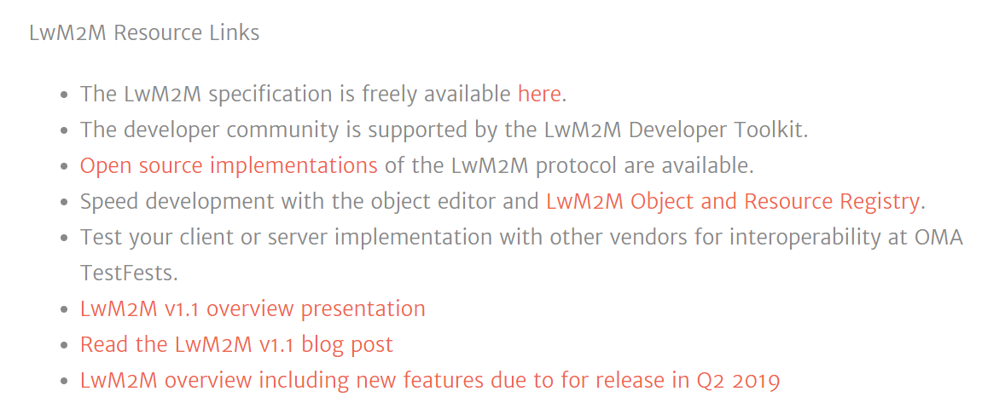 LwM2M Resource Links
• The LwM2M specification is freely available here.
• The developer community is supported by the LwM2M Developer Toolkit.
• Open source implementations of the LwM2M protocol are available.
• Speed development with the object editor and LwM2M Object and Resource Registry.
• Test your client or server implementation with other vendors for interoperability at OMA
TestFests.
• LwM2M v1.1 overview presentation
• Read the LwM2M v1.1 blog post
• LwM2M overview including new features due to for release in Q2 2019